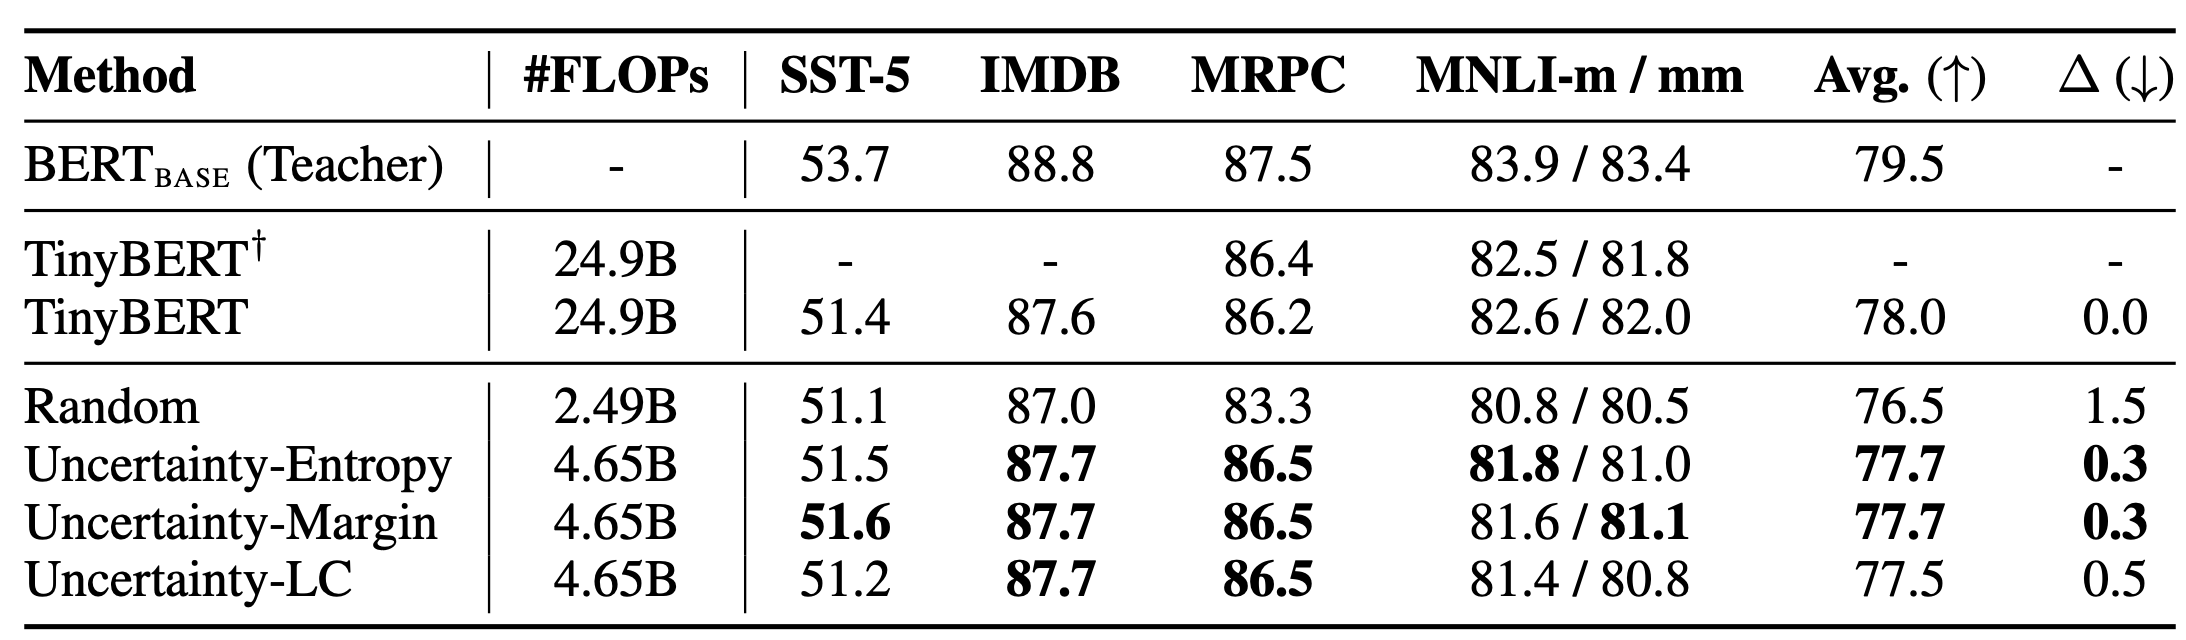 Method #FLOPs SST-5 IMDB MRPC MNLI-m / mm Avg. (↑) Δ (↓)
BERT_BASE (Teacher) - 53.7 88.8 87.5 83.9 / 83.4 79.5 -
TinyBERT† 24.9B - - 86.4 82.5 / 81.8 - -
TinyBERT 24.9B 51.4 87.6 86.2 82.6 / 82.0 78.0 0.0
Random 2.49B 51.1 87.0 83.3 80.8 / 80.5 76.5 1.5
Uncertainty-Entropy 4.65B 51.5 87.7 86.5 81.8 / 81.0 77.7 0.3
Uncertainty-Margin 4.65B 51.6 87.7 86.5 81.6 / 81.1 77.7 0.3
Uncertainty-LC 4.65B 51.2 87.7 86.5 81.4 / 80.8 77.5 0.5